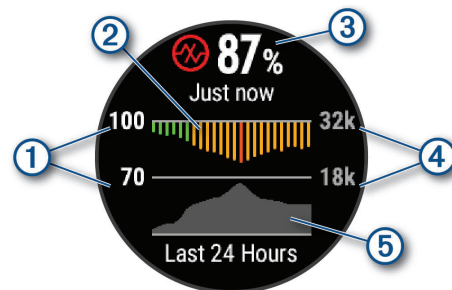 ② 87% ③
Just now
100 32k
① ④
70 18k
⑤
Last 24 Hours